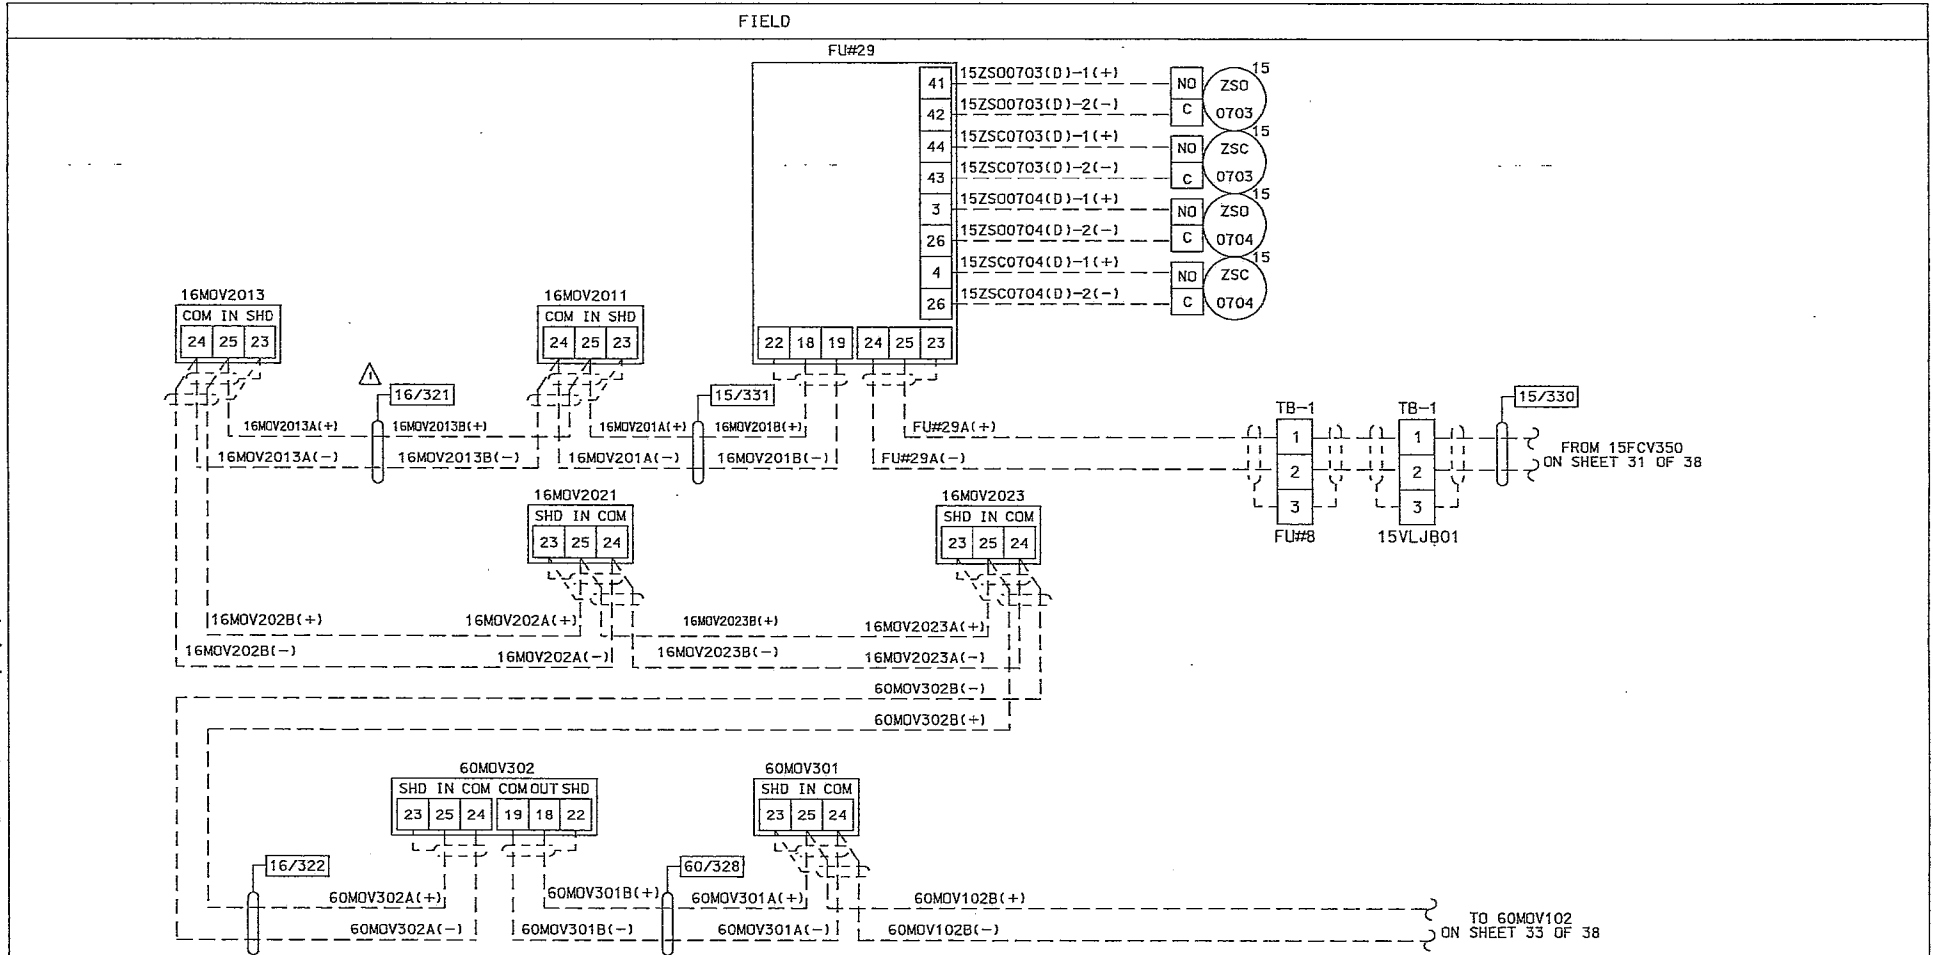 FIELD
FU#29
41 15ZSO0703(D)-1(+) NO ZSO 15
42 15ZSO0703(D)-2(-) C 0703
44 15ZSC0703(D)-1(+) NO ZSC 15
43 15ZSC0703(D)-2(-) C 0703
3 15ZSO0704(D)-1(+) NO ZSO 15
26 15ZSO0704(D)-2(-) C 0704
4 15ZSC0704(D)-1(+) NO ZSC 15
26 15ZSC0704(D)-2(-) C 0704
22 18 19 24 25 23
16MOV2013
COM IN SHD
24 25 23
16MOV2011
COM IN SHD
24 25 23
1
16/321
15/331
15/330
16MOV2013A(+) 16MOV2013B(+) 16MOV201A(+) 16MOV201B(+) FU#29A(+)
16MOV2013A(-) 16MOV2013B(-) 16MOV201A(-) 16MOV201B(-) FU#29A(-)
TB-1
1
2
3
FU#8
TB-1
1
2
3
15VLJB01
FROM 15FCV350
ON SHEET 31 OF 38
16MOV2021
SHD IN COM
23 25 24
16MOV2023
SHD IN COM
23 25 24
16MOV202B(+) 16MOV202A(+) 16MOV2023B(+) 16MOV2023A(+)
16MOV202B(-) 16MOV202A(-) 16MOV2023B(-) 16MOV2023A(-)
60MOV302B(-)
60MOV302B(+)
60MOV302
SHD IN COM COM OUT SHD
23 25 24 19 18 22
60MOV301
SHD IN COM
23 25 24
16/322
60/328
60MOV302A(+) 60MOV301B(+) 60MOV301A(+) 60MOV102B(+)
60MOV302A(-) 60MOV301B(-) 60MOV301A(-) 60MOV102B(-)
TO 60MOV102
ON SHEET 33 OF 38